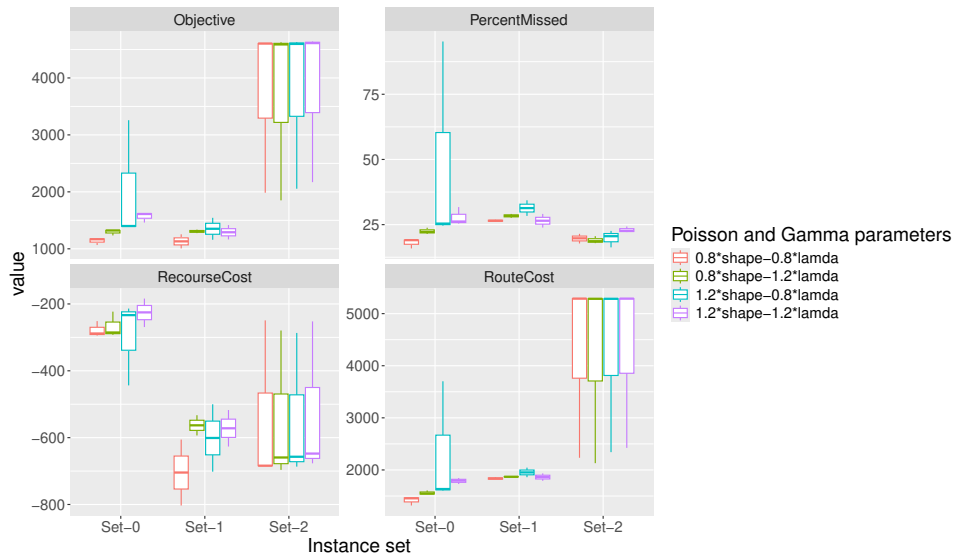 Objective
PercentMissed
4000
3000
2000
1000
75
50
25
value
RecourseCost
RouteCost
−200
−400
−600
−800
5000
4000
3000
2000
Set−0
Set−1
Set−2
Set−0
Set−1
Set−2
Instance set
Poisson and Gamma parameters
0.8*shape−0.8*lamda
0.8*shape−1.2*lamda
1.2*shape−0.8*lamda
1.2*shape−1.2*lamda